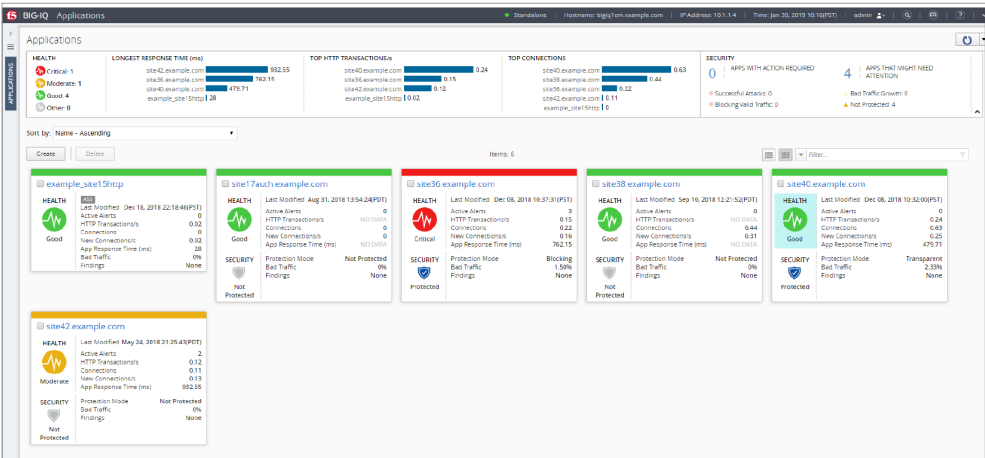 f5 BIG-IQ Applications
Standalone Hostname: bigiq1cm.example.com IP Address: 10.1.1.4 Time: Jan 30, 2019 10:16(PST) admin
APPLICATIONS
Applications
HEALTH
Critical: 1
Moderate: 1
Good: 4
Other: 0
LONGEST RESPONSE TIME (ms)
site42.example.com 932.55
site36.example.com 762.15
site40.example.com 479.71
example_site15http 28
TOP HTTP TRANSACTIONS/s
site40.example.com 0.24
site36.example.com 0.15
site42.example.com 0.12
example_site15http 0.02
TOP CONNECTIONS
site40.example.com 0.63
site38.example.com 0.44
site36.example.com 0.22
site42.example.com 0.11
example_site15http 0
SECURITY
0 APPS WITH ACTION REQUIRED
Successful Attacks: 0
Blocking Valid Traffic: 0
4 APPS THAT MIGHT NEED ATTENTION
Bad Traffic Growth: 0
Not Protected: 4
Sort by: Name - Ascending
Create Delete
Items: 6
Filter...
example_site15http
HEALTH
Good
AS3
Last Modified Dec 18, 2018 22:18:46(PST)
Active Alerts 0
HTTP Transactions/s 0.02
Connections 0
New Connections/s 0.02
App Response Time (ms) 28
Bad Traffic 0%
Findings None
site17auth.example.com
HEALTH
Good
Last Modified Aug 31, 2018 13:54:24(PDT)
Active Alerts 0
HTTP Transactions/s NO DATA
Connections 0
New Connections/s 0
App Response Time (ms) NO DATA
SECURITY
Not Protected
Protection Mode Not Protected
Bad Traffic 0%
Findings None
site36.example.com
HEALTH
Critical
Last Modified Dec 08, 2018 10:37:31(PST)
Active Alerts 3
HTTP Transactions/s 0.15
Connections 0.22
New Connections/s 0.16
App Response Time (ms) 762.15
SECURITY
Protected
Protection Mode Blocking
Bad Traffic 1.59%
Findings None
site38.example.com
HEALTH
Good
Last Modified Sep 10, 2018 12:21:52(PDT)
Active Alerts 0
HTTP Transactions/s NO DATA
Connections 0.44
New Connections/s 0.31
App Response Time (ms) NO DATA
SECURITY
Not Protected
Protection Mode Not Protected
Bad Traffic 0%
Findings None
site40.example.com
HEALTH
Good
Last Modified Dec 08, 2018 10:32:00(PST)
Active Alerts 0
HTTP Transactions/s 0.24
Connections 0.63
New Connections/s 0.25
App Response Time (ms) 479.71
SECURITY
Protected
Protection Mode Transparent
Bad Traffic 2.33%
Findings None
site42.example.com
HEALTH
Moderate
Last Modified May 24, 2018 21:25:43(PDT)
Active Alerts 2
HTTP Transactions/s 0.12
Connections 0.11
New Connections/s 0.13
App Response Time (ms) 932.55
SECURITY
Not Protected
Protection Mode Not Protected
Bad Traffic 0%
Findings None